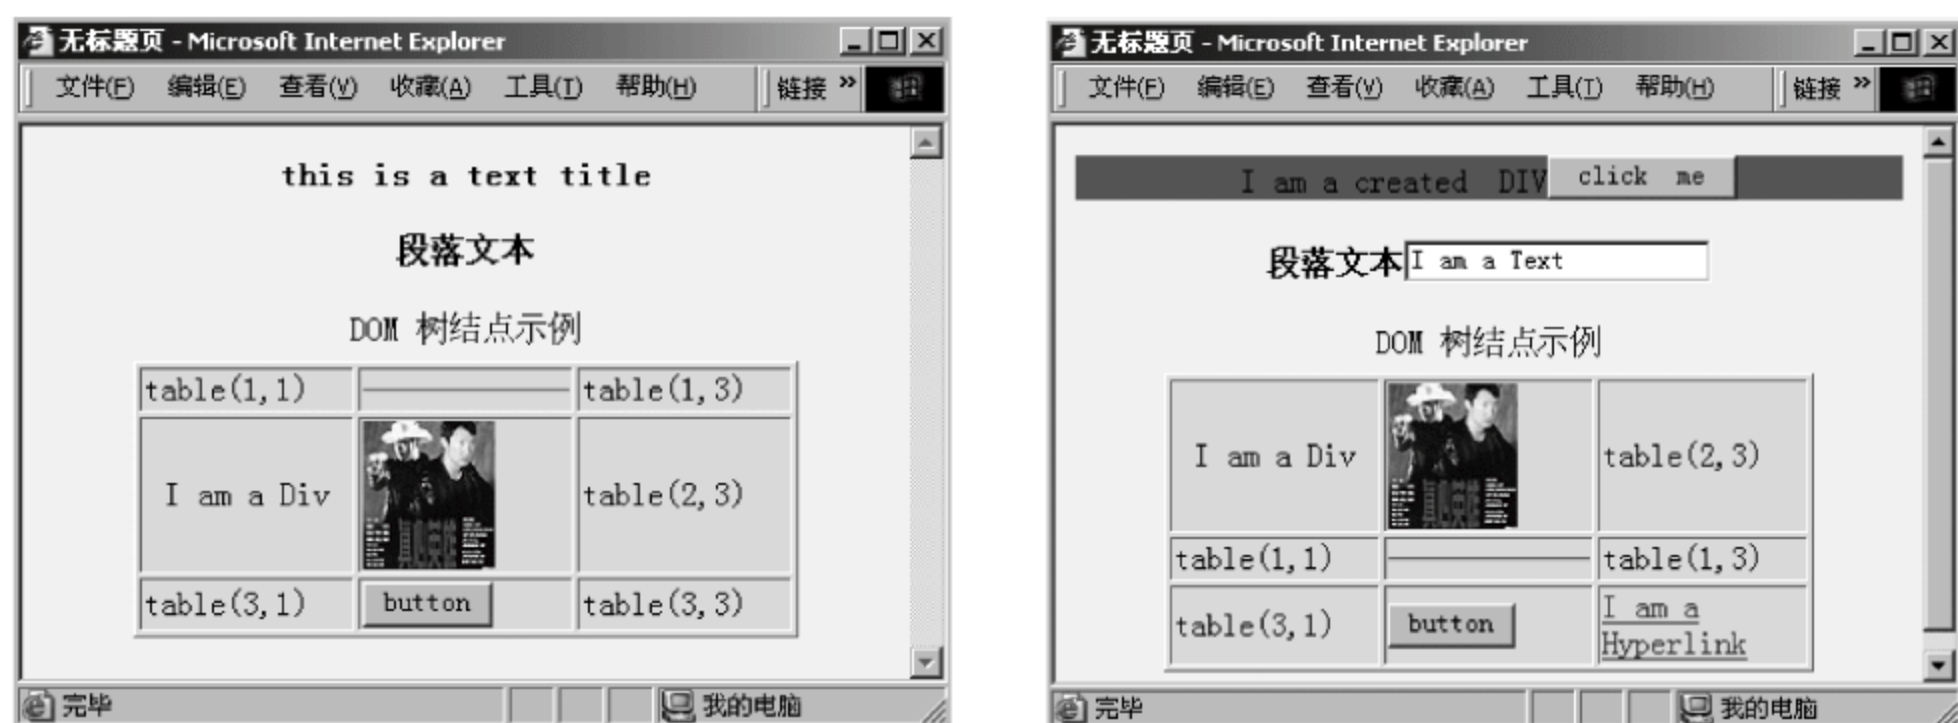 无标题页 - Microsoft Internet Explorer
文件(F) 编辑(E) 查看(V) 收藏(A) 工具(T) 帮助(H) 链接 »
this is a text title
段落文本
DOM 树结点示例
table(1,1) table(1,3)
I am a Div table(2,3)
table(3,1) button table(3,3)
完毕 我的电脑
无标题页 - Microsoft Internet Explorer
文件(F) 编辑(E) 查看(V) 收藏(A) 工具(T) 帮助(H) 链接 »
I am a created DIV click me
段落文本 I am a Text
DOM 树结点示例
I am a Div table(2,3)
table(1,1) table(1,3)
table(3,1) button I am a
Hyperlink
完毕 我的电脑